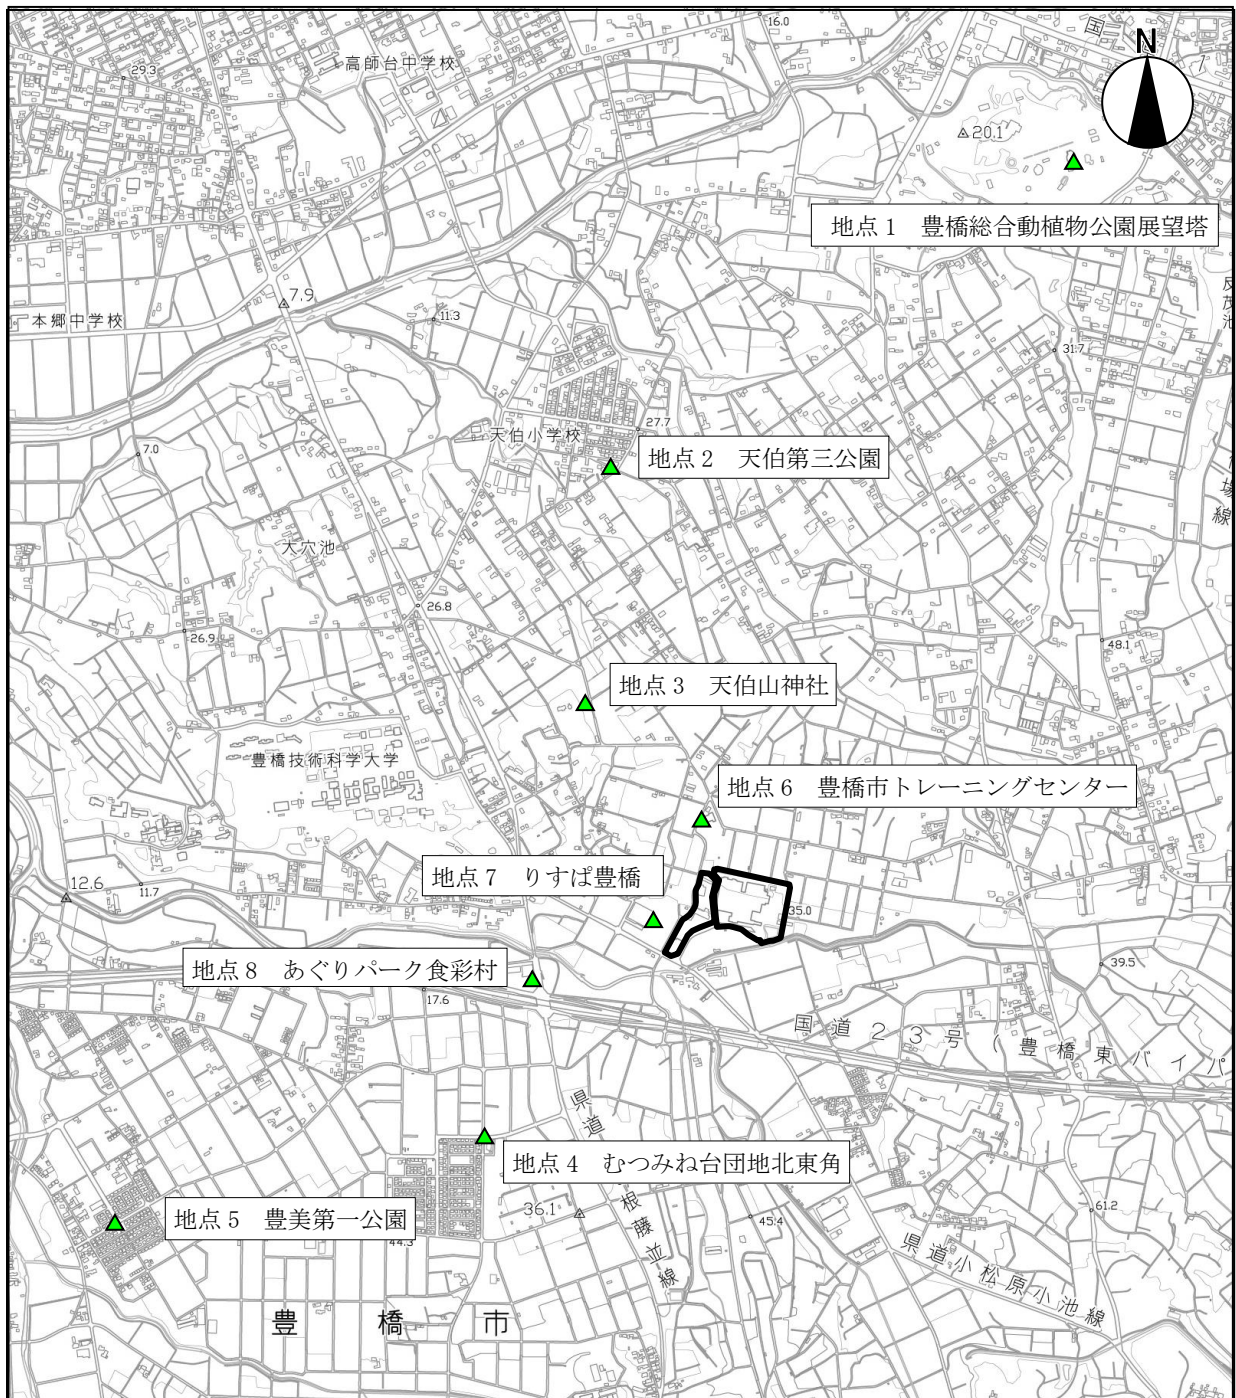 16.0
国
N
7
高師台中学校
29.3
20.1
地点1　豊橋総合動植物公園展望塔
7.9
11.3
本郷中学校
反茂池
31.7
27.7
天伯小学校
7.0
地点2　天伯第三公園
場線
大穴池
26.8
26.9
48.1
地点3　天伯山神社
豊橋技術科学大学
地点6　豊橋市トレーニングセンター
12.6
11.7
地点7　りすぱ豊橋
35.0
地点8　あぐりパーク食彩村
39.5
17.6
国道23号(豊橋東バイパ
県道
地点4　むつみね台団地北東角
地点5　豊美第一公園
36.1
根藤並線
45.4
61.2
44.3
県道小松原小池線
豊橋市